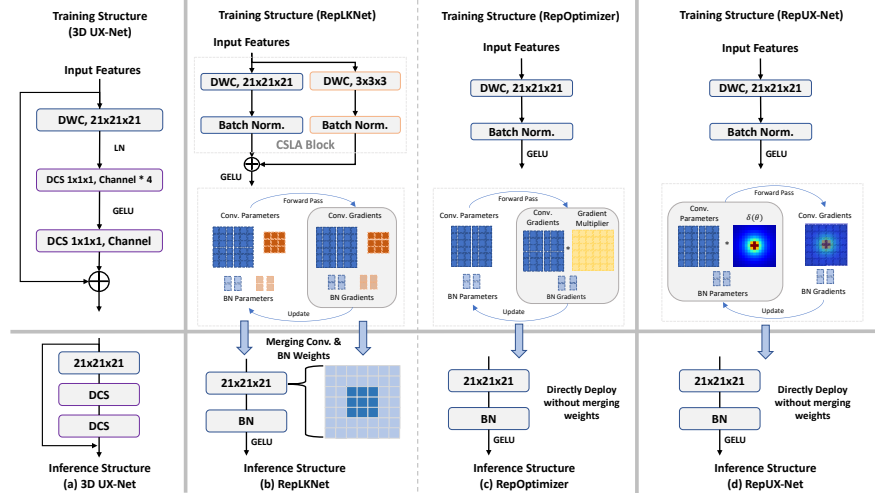 Training Structure
(3D UX-Net)
Input Features
DWC, 21x21x21
LN
DCS 1x1x1, Channel * 4
GELU
DCS 1x1x1, Channel
21x21x21
DCS
DCS
Inference Structure
(a) 3D UX-Net
Training Structure (RepLKNet)
Input Features
DWC, 21x21x21
DWC, 3x3x3
Batch Norm.
Batch Norm.
CSLA Block
GELU
Forward Pass
Conv. Parameters
Conv. Gradients
BN Parameters
BN Gradients
Update
Merging Conv. &
BN Weights
21x21x21
BN
GELU
Inference Structure
(b) RepLKNet
Training Structure (RepOptimizer)
Input Features
DWC, 21x21x21
Batch Norm.
GELU
Forward Pass
Conv. Parameters
Conv. Gradients
Gradient
Multiplier
*
BN Parameters
BN Gradients
Update
21x21x21
BN
GELU
Directly Deploy
without merging
weights
Inference Structure
(c) RepOptimizer
Training Structure (RepUX-Net)
Input Features
DWC, 21x21x21
Batch Norm.
GELU
Forward Pass
Conv. Parameters
δ(θ)
Conv. Gradients
*
BN Parameters
BN Gradients
Update
21x21x21
BN
GELU
Directly Deploy
without merging
weights
Inference Structure
(d) RepUX-Net